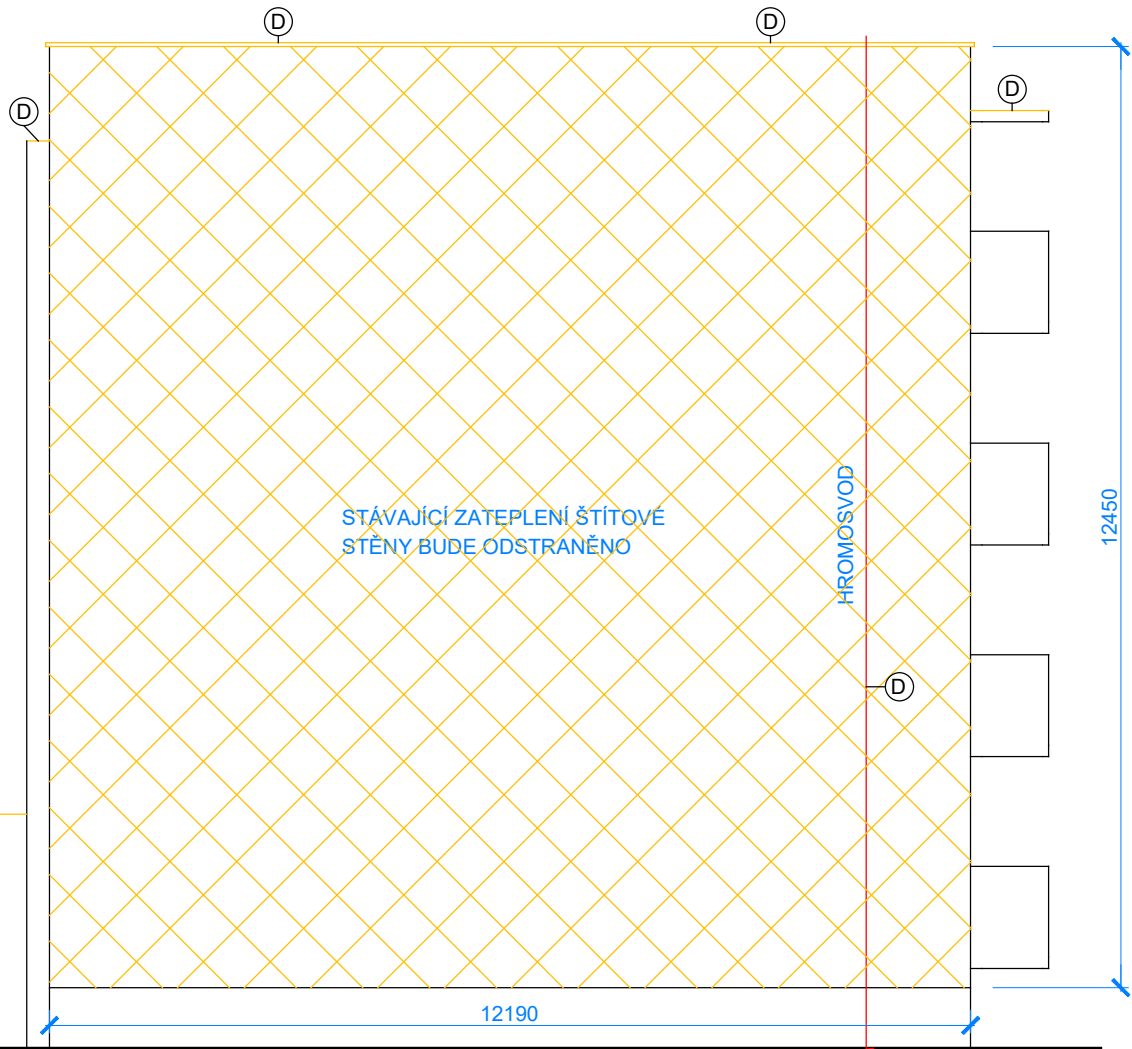 D
D
D
D
STÁVAJÍCÍ ZATEPLENÍ ŠTÍTOVÉ
STĚNY BUDE ODSTRANĚNO
HROMOSVOD
12450
D
12190